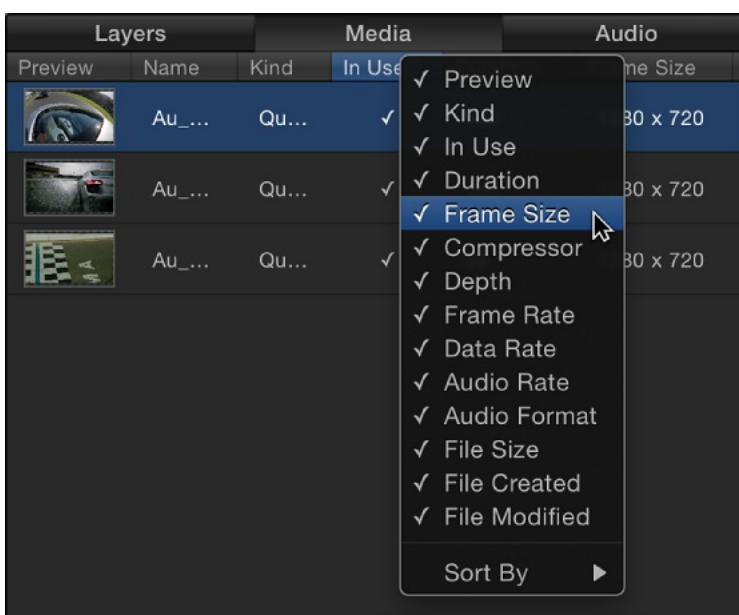 Layers Media Audio
Preview Name Kind In Use me Size
Au_... Qu... ✓ 80 x 720
Au_... Qu... ✓ 80 x 720
Au_... Qu... ✓ 80 x 720
✓ Preview
✓ Kind
✓ In Use
✓ Duration
✓ Frame Size
✓ Compressor
✓ Depth
✓ Frame Rate
✓ Data Rate
✓ Audio Rate
✓ Audio Format
✓ File Size
✓ File Created
✓ File Modified
Sort By